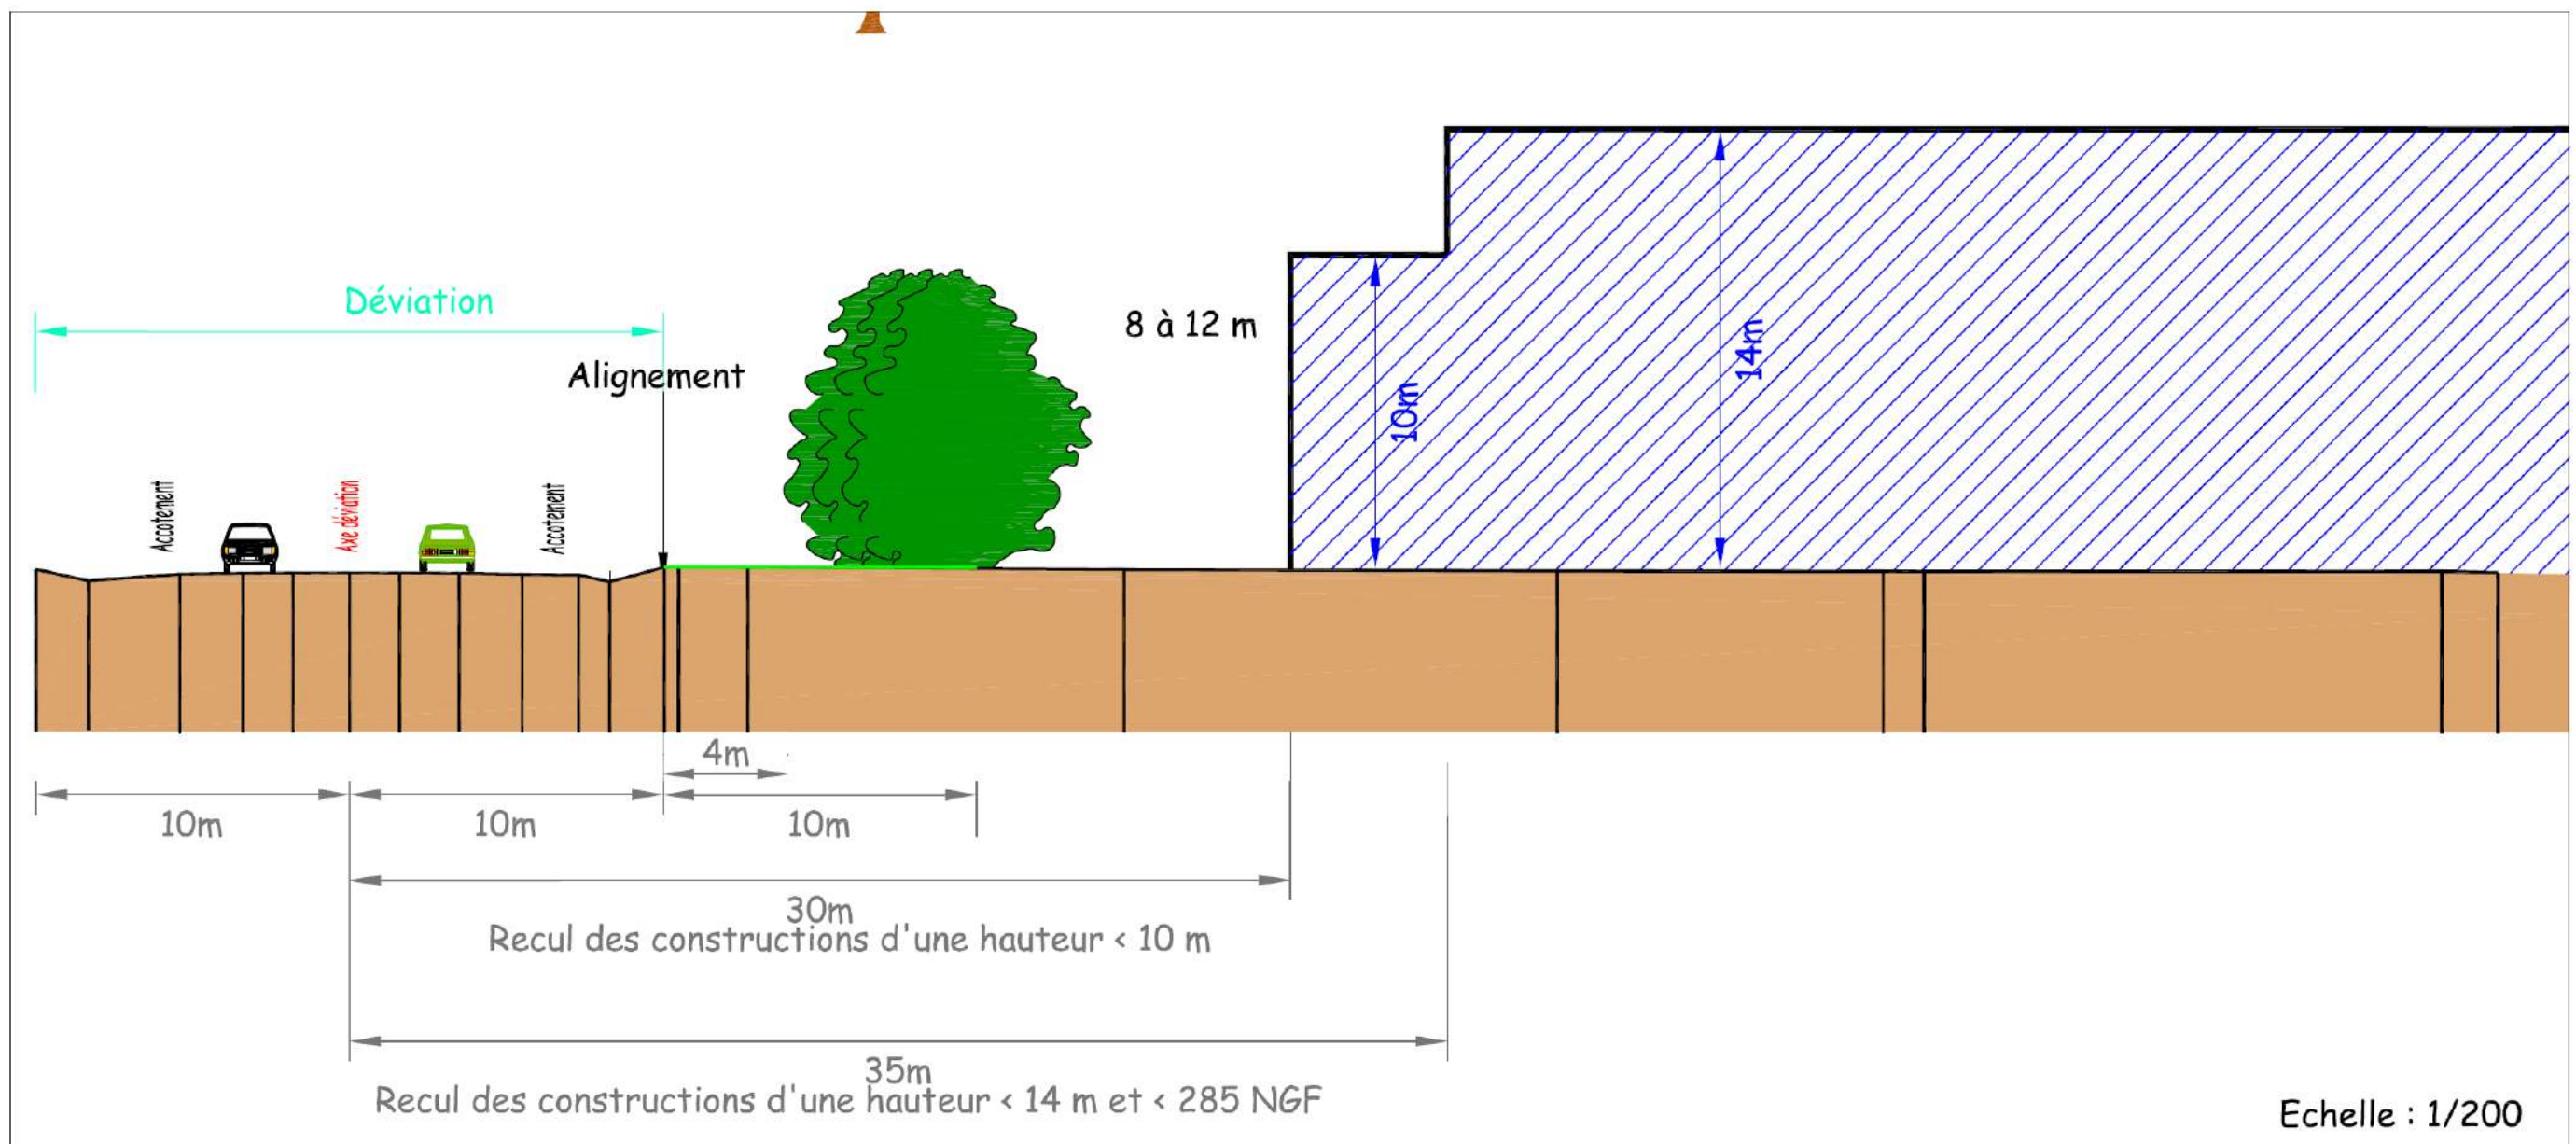 Déviation
8 à 12 m
Alignement
14m
10m
Accotement
Axe déviation
Accotement
4m
10m
10m
10m
30m
Recul des constructions d'une hauteur < 10 m
35m
Recul des constructions d'une hauteur < 14 m et < 285 NGF
Echelle : 1/200